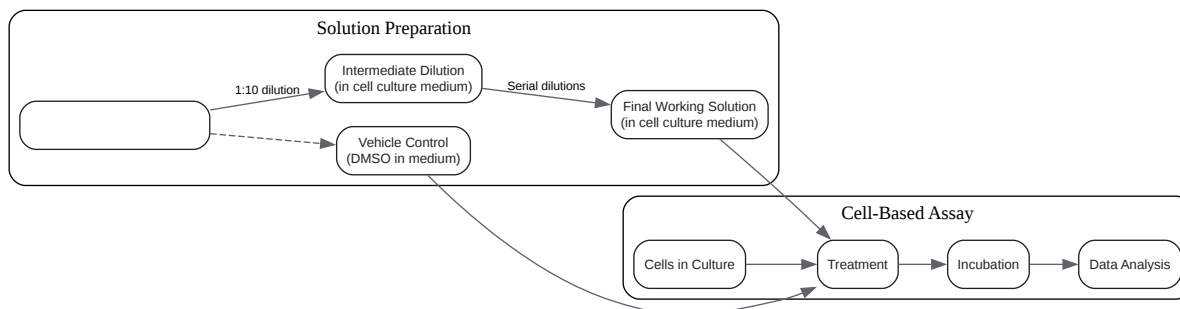 Solution Preparation
1:10 dilution
Intermediate Dilution
(in cell culture medium)
Serial dilutions
Final Working Solution
(in cell culture medium)
Vehicle Control
(DMSO in medium)
Cell-Based Assay
Cells in Culture
Treatment
Incubation
Data Analysis